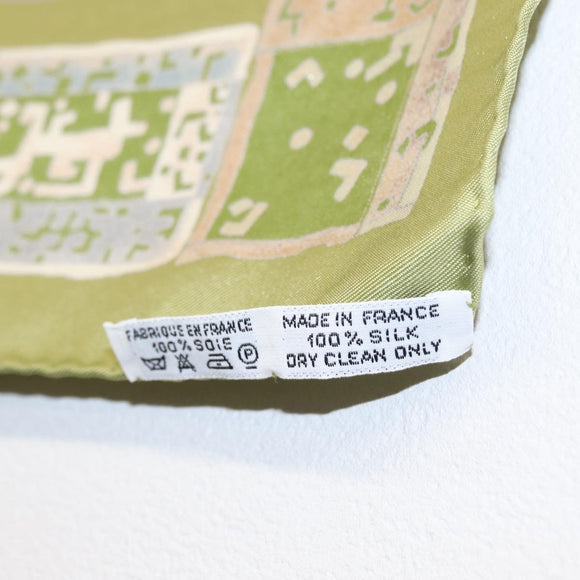 FABRIQUE EN FRANCE
100% SOIE
P
MADE IN FRANCE
100% SILK
DRY CLEAN ONLY